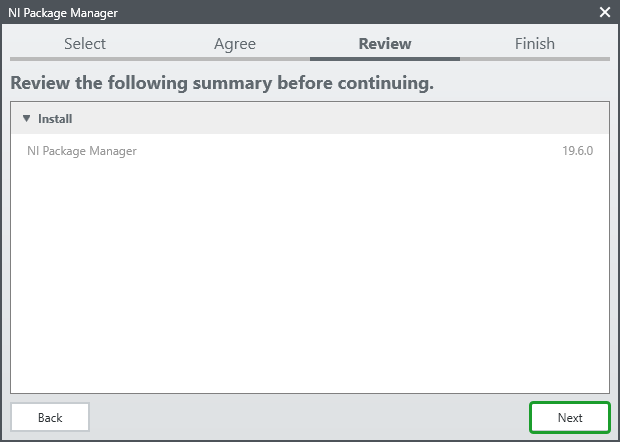 NI Package Manager
Select Agree Review Finish
Review the following summary before continuing.
Install
NI Package Manager 19.6.0
Back Next